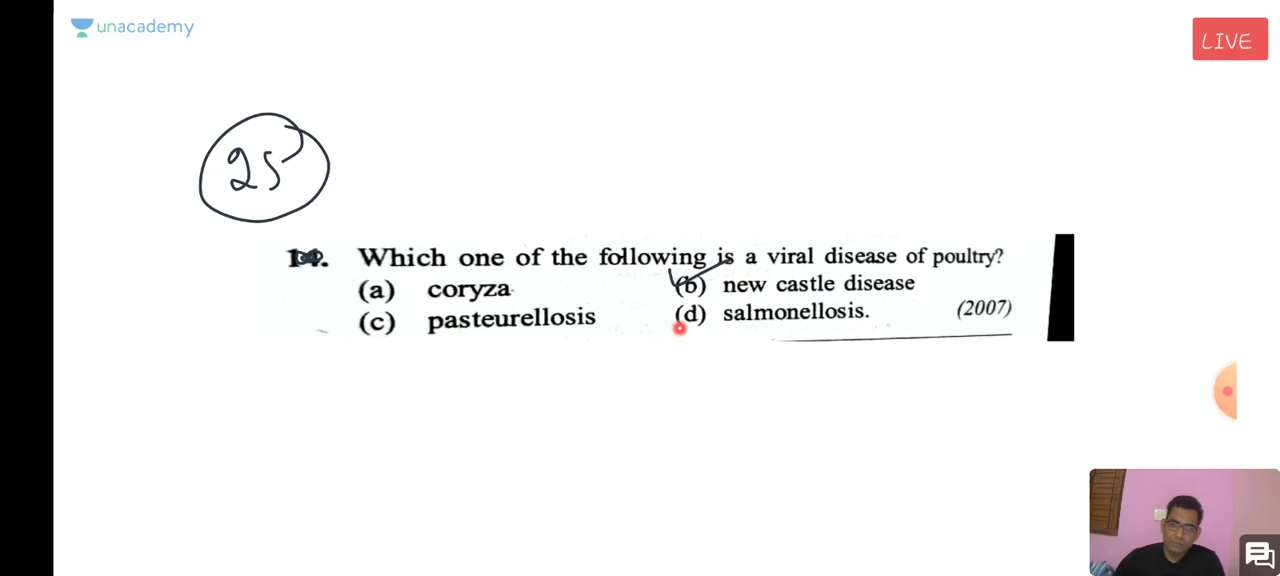 unacademy
LIVE
25
14. Which one of the following is a viral disease of poultry?
(a) coryza (b) new castle disease
(c) pasteurellosis (d) salmonellosis. (2007)